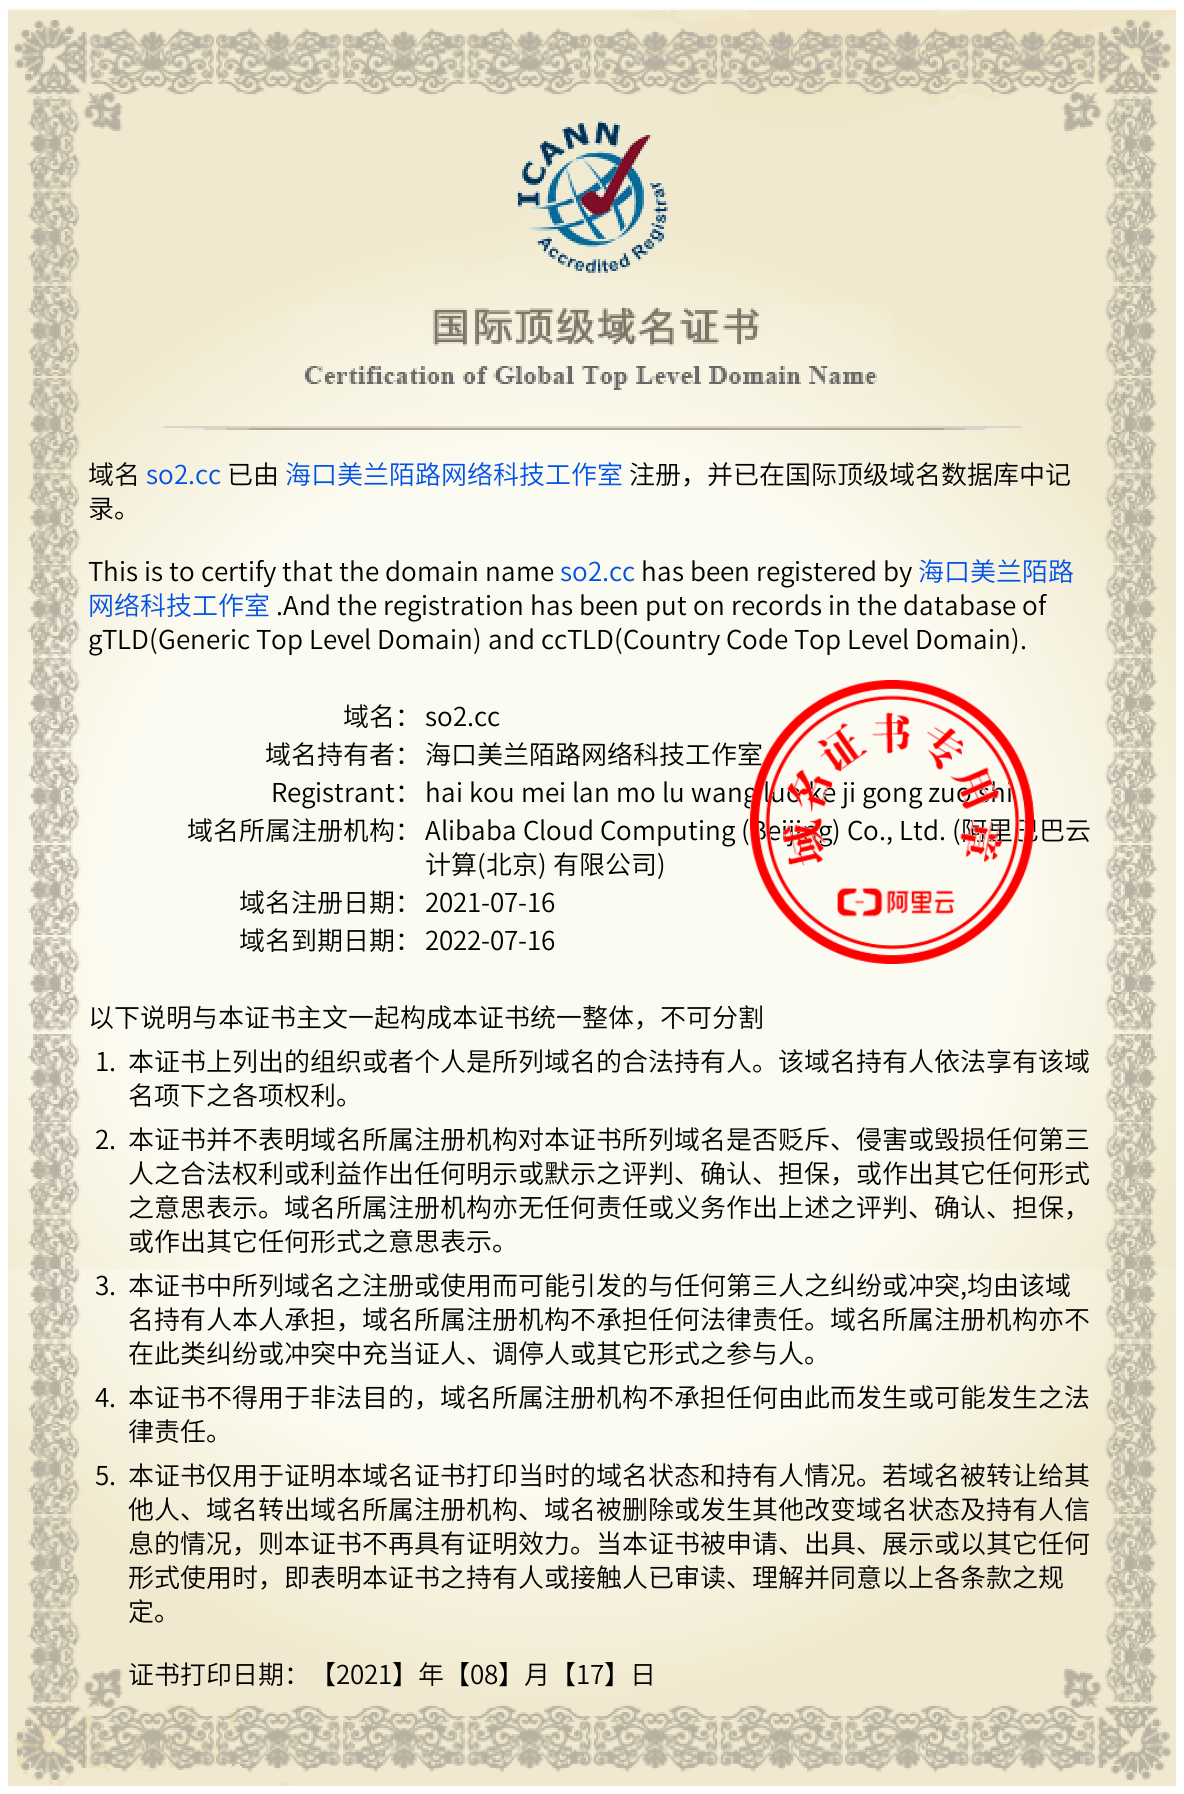 ICANN
Accredited Registrar
国际顶级域名证书
Certification of Global Top Level Domain Name
域名 so2.cc 已由 海口美兰陌路网络科技工作室 注册，并已在国际顶级域名数据库中记
录。
This is to certify that the domain name so2.cc has been registered by 海口美兰陌路
网络科技工作室 .And the registration has been put on records in the database of
gTLD(Generic Top Level Domain) and ccTLD(Country Code Top Level Domain).
域名： so2.cc
域名持有者： 海口美兰陌路网络科技工作室
Registrant： hai kou mei lan mo lu wang luo ke ji gong zuo shi
域名所属注册机构： Alibaba Cloud Computing (Beijing) Co., Ltd. (阿里巴巴云
计算(北京) 有限公司)
域名注册日期： 2021-07-16
域名到期日期： 2022-07-16
域名证书专用章
阿里云
以下说明与本证书主文一起构成本证书统一整体，不可分割
1. 本证书上列出的组织或者个人是所列域名的合法持有人。该域名持有人依法享有该域
名项下之各项权利。
2. 本证书并不表明域名所属注册机构对本证书所列域名是否贬斥、侵害或毁损任何第三
人之合法权利或利益作出任何明示或默示之评判、确认、担保，或作出其它任何形式
之意思表示。域名所属注册机构亦无任何责任或义务作出上述之评判、确认、担保，
或作出其它任何形式之意思表示。
3. 本证书中所列域名之注册或使用而可能引发的与任何第三人之纠纷或冲突,均由该域
名持有人本人承担，域名所属注册机构不承担任何法律责任。域名所属注册机构亦不
在此类纠纷或冲突中充当证人、调停人或其它形式之参与人。
4. 本证书不得用于非法目的，域名所属注册机构不承担任何由此而发生或可能发生之法
律责任。
5. 本证书仅用于证明本域名证书打印当时的域名状态和持有人情况。若域名被转让给其
他人、域名转出域名所属注册机构、域名被删除或发生其他改变域名状态及持有人信
息的情况，则本证书不再具有证明效力。当本证书被申请、出具、展示或以其它任何
形式使用时，即表明本证书之持有人或接触人已审读、理解并同意以上各条款之规
定。
证书打印日期：【2021】年【08】月【17】日